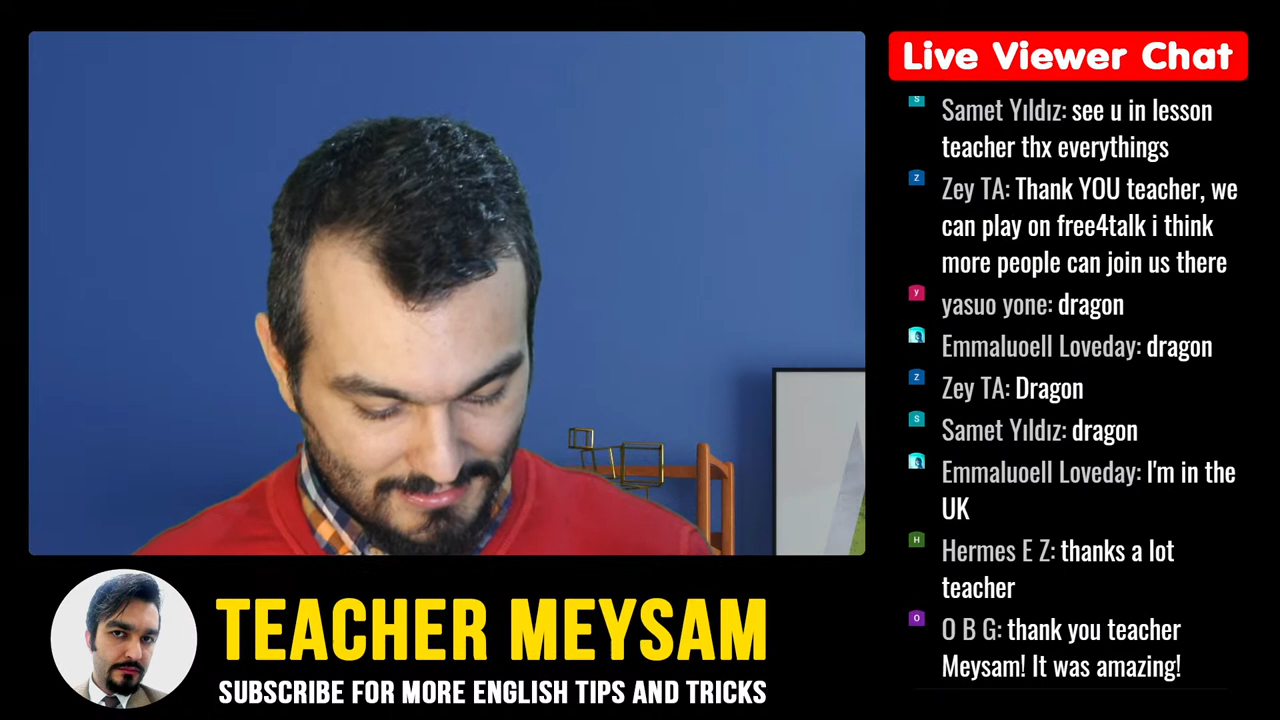 Live Viewer Chat
S
Samet Yıldız: see u in lesson
teacher thx everythings
Z
Zey TA: Thank YOU teacher, we
can play on free4talk i think
more people can join us there
y
yasuo yone: dragon
Emmaluoell Loveday: dragon
Z
Zey TA: Dragon
S
Samet Yıldız: dragon
Emmaluoell Loveday: I'm in the
UK
H
Hermes E Z: thanks a lot
teacher
O
O B G: thank you teacher
Meysam! It was amazing!
TEACHER MEYSAM
SUBSCRIBE FOR MORE ENGLISH TIPS AND TRICKS